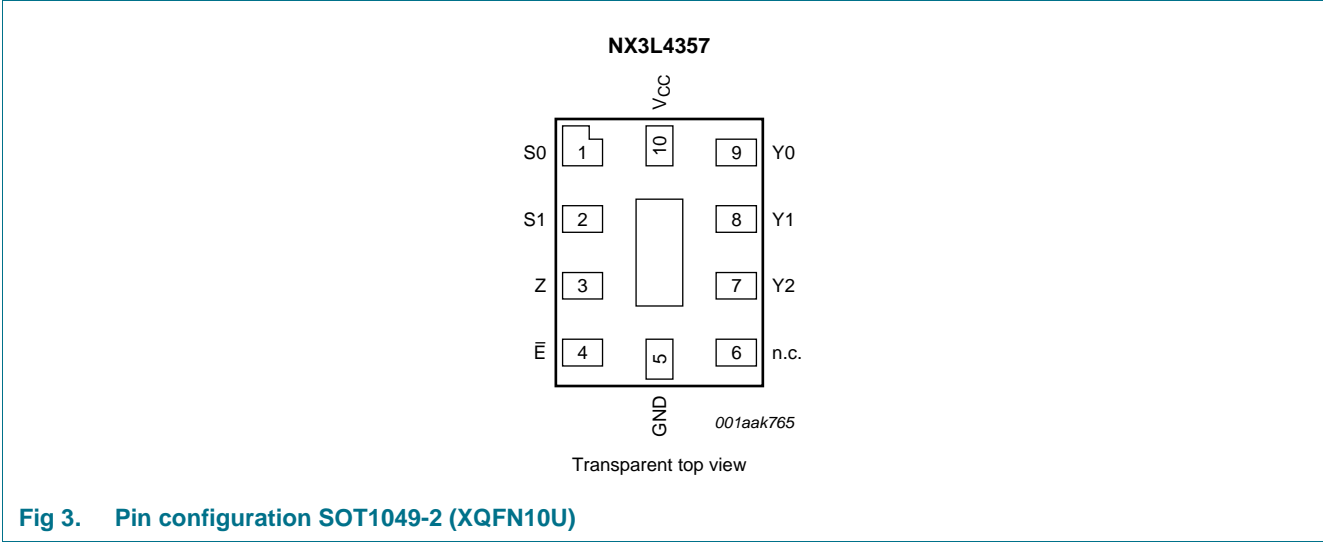 NX3L4357
VCC
S0 1 10 9 Y0
S1 2 8 Y1
Z 3 7 Y2
E̅ 4 5 6 n.c.
GND
001aak765
Transparent top view
Fig 3. Pin configuration SOT1049-2 (XQFN10U)